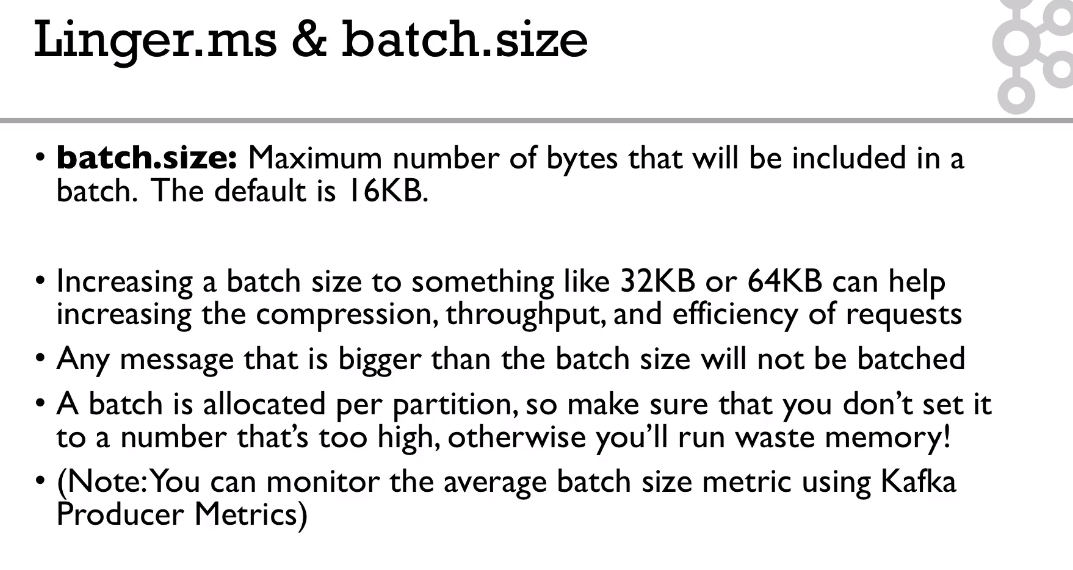 Linger.ms & batch.size
• batch.size: Maximum number of bytes that will be included in a
batch. The default is 16KB.
• Increasing a batch size to something like 32KB or 64KB can help
increasing the compression, throughput, and efficiency of requests
• Any message that is bigger than the batch size will not be batched
• A batch is allocated per partition, so make sure that you don’t set it
to a number that’s too high, otherwise you’ll run waste memory!
• (Note: You can monitor the average batch size metric using Kafka
Producer Metrics)